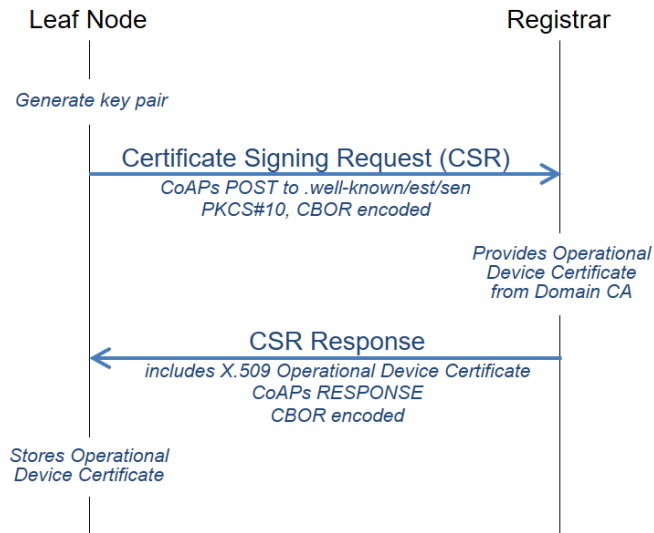 Leaf Node
Registrar
Generate key pair
Certificate Signing Request (CSR)
CoAPs POST to .well-known/est/sen
PKCS#10, CBOR encoded
Provides Operational
Device Certificate
from Domain CA
CSR Response
includes X.509 Operational Device Certificate
CoAPs RESPONSE
CBOR encoded
Stores Operational
Device Certificate